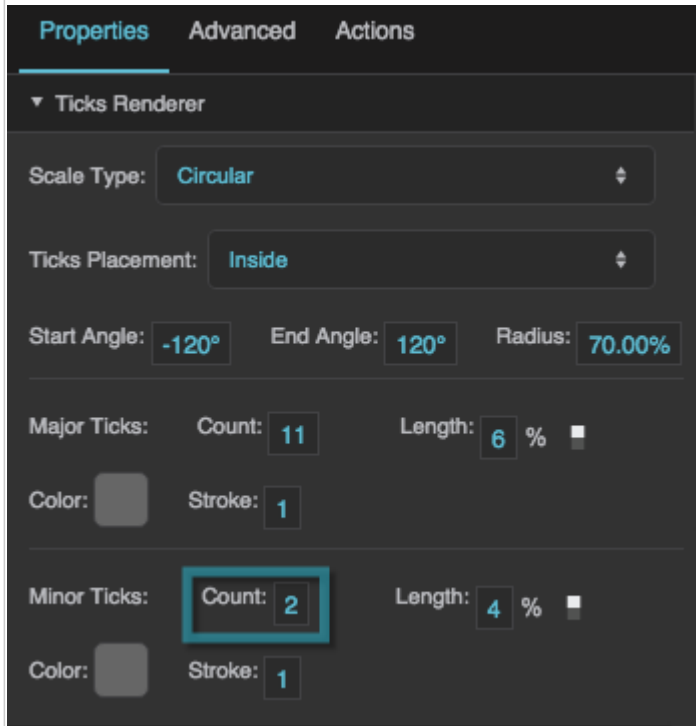 Properties Advanced Actions
Ticks Renderer
Scale Type: Circular
Ticks Placement: Inside
Start Angle: -120° End Angle: 120° Radius: 70.00%
Major Ticks: Count: 11 Length: 6 %
Color: Stroke: 1
Minor Ticks: Count: 2 Length: 4 %
Color: Stroke: 1